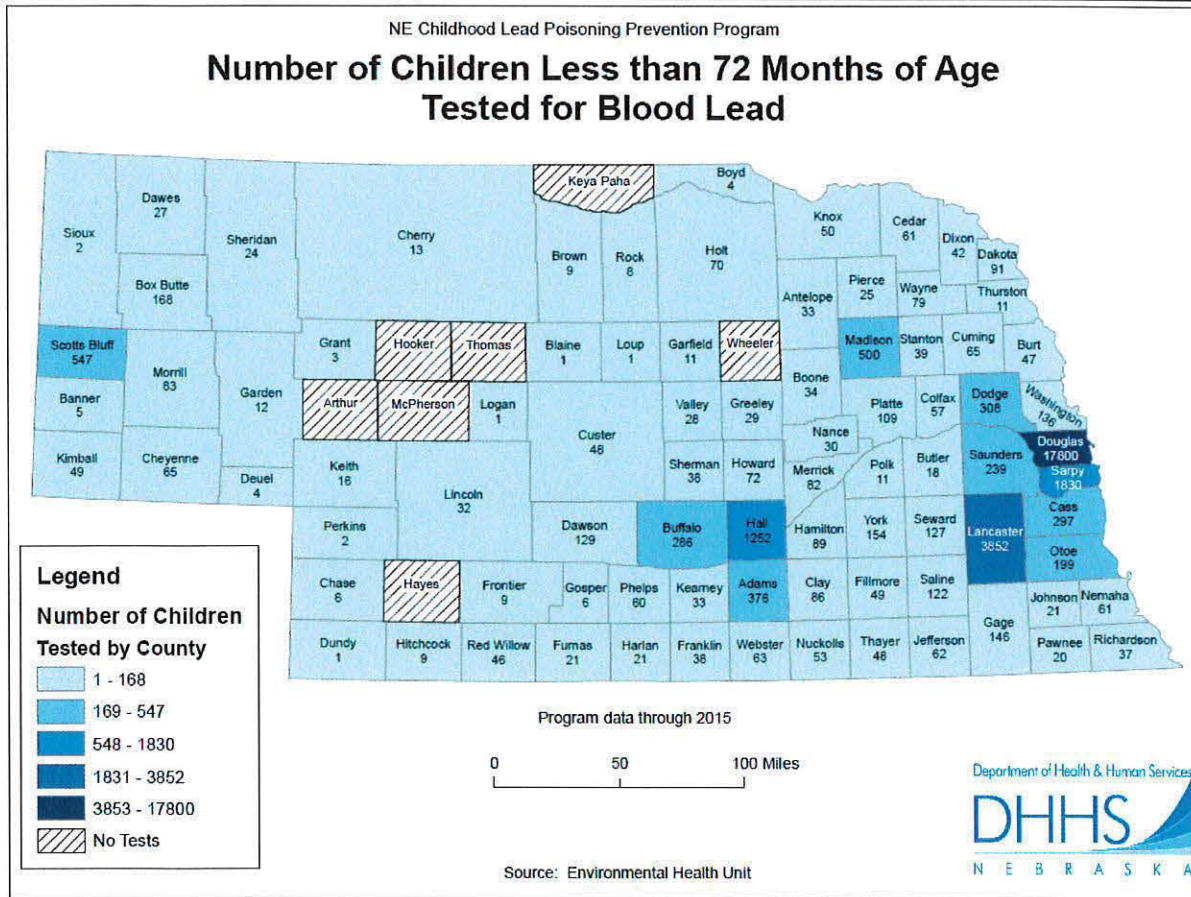 NE Childhood Lead Poisoning Prevention Program
Number of Children Less than 72 Months of Age
Tested for Blood Lead
Sioux
2
Dawes
27
Box Butte
168
Sheridan
24
Cherry
13
Keya Paha
Boyd
4
Brown
9
Rock
8
Holt
70
Knox
50
Cedar
61
Dixon
42
Dakota
91
Antelope
33
Pierce
25
Wayne
79
Thurston
11
Scotts Bluff
547
Banner
5
Kimball
49
Morrill
83
Cheyenne
65
Garden
12
Deuel
4
Grant
3
Hooker
Thomas
Blaine
1
Loup
1
Garfield
11
Wheeler
Madison
500
Stanton
39
Cuming
65
Burt
47
Arthur
McPherson
Logan
1
Custer
46
Valley
28
Greeley
29
Boone
34
Platte
109
Colfax
57
Dodge
308
Washington
136
Nance
30
Douglas
17800
Sarpy
1830
Keith
16
Lincoln
32
Sherman
38
Howard
72
Merrick
82
Polk
11
Butler
18
Saunders
239
Perkins
2
Dawson
129
Buffalo
286
Hall
1252
Hamilton
89
York
154
Seward
127
Lancaster
3852
Cass
297
Otoe
199
Chase
6
Hayes
Frontier
9
Gosper
6
Phelps
60
Kearney
33
Adams
376
Clay
86
Fillmore
49
Saline
122
Gage
146
Johnson
21
Nemaha
61
Dundy
1
Hitchcock
9
Red Willow
46
Furnas
21
Harlan
21
Franklin
38
Webster
63
Nuckolls
53
Thayer
46
Jefferson
62
Pawnee
20
Richardson
37
Legend
Number of Children
Tested by County
1 - 168
169 - 547
548 - 1830
1831 - 3852
3853 - 17800
No Tests
Program data through 2015
0 50 100 Miles
Source: Environmental Health Unit
Department of Health & Human Services
DHHS
NEBRASKA